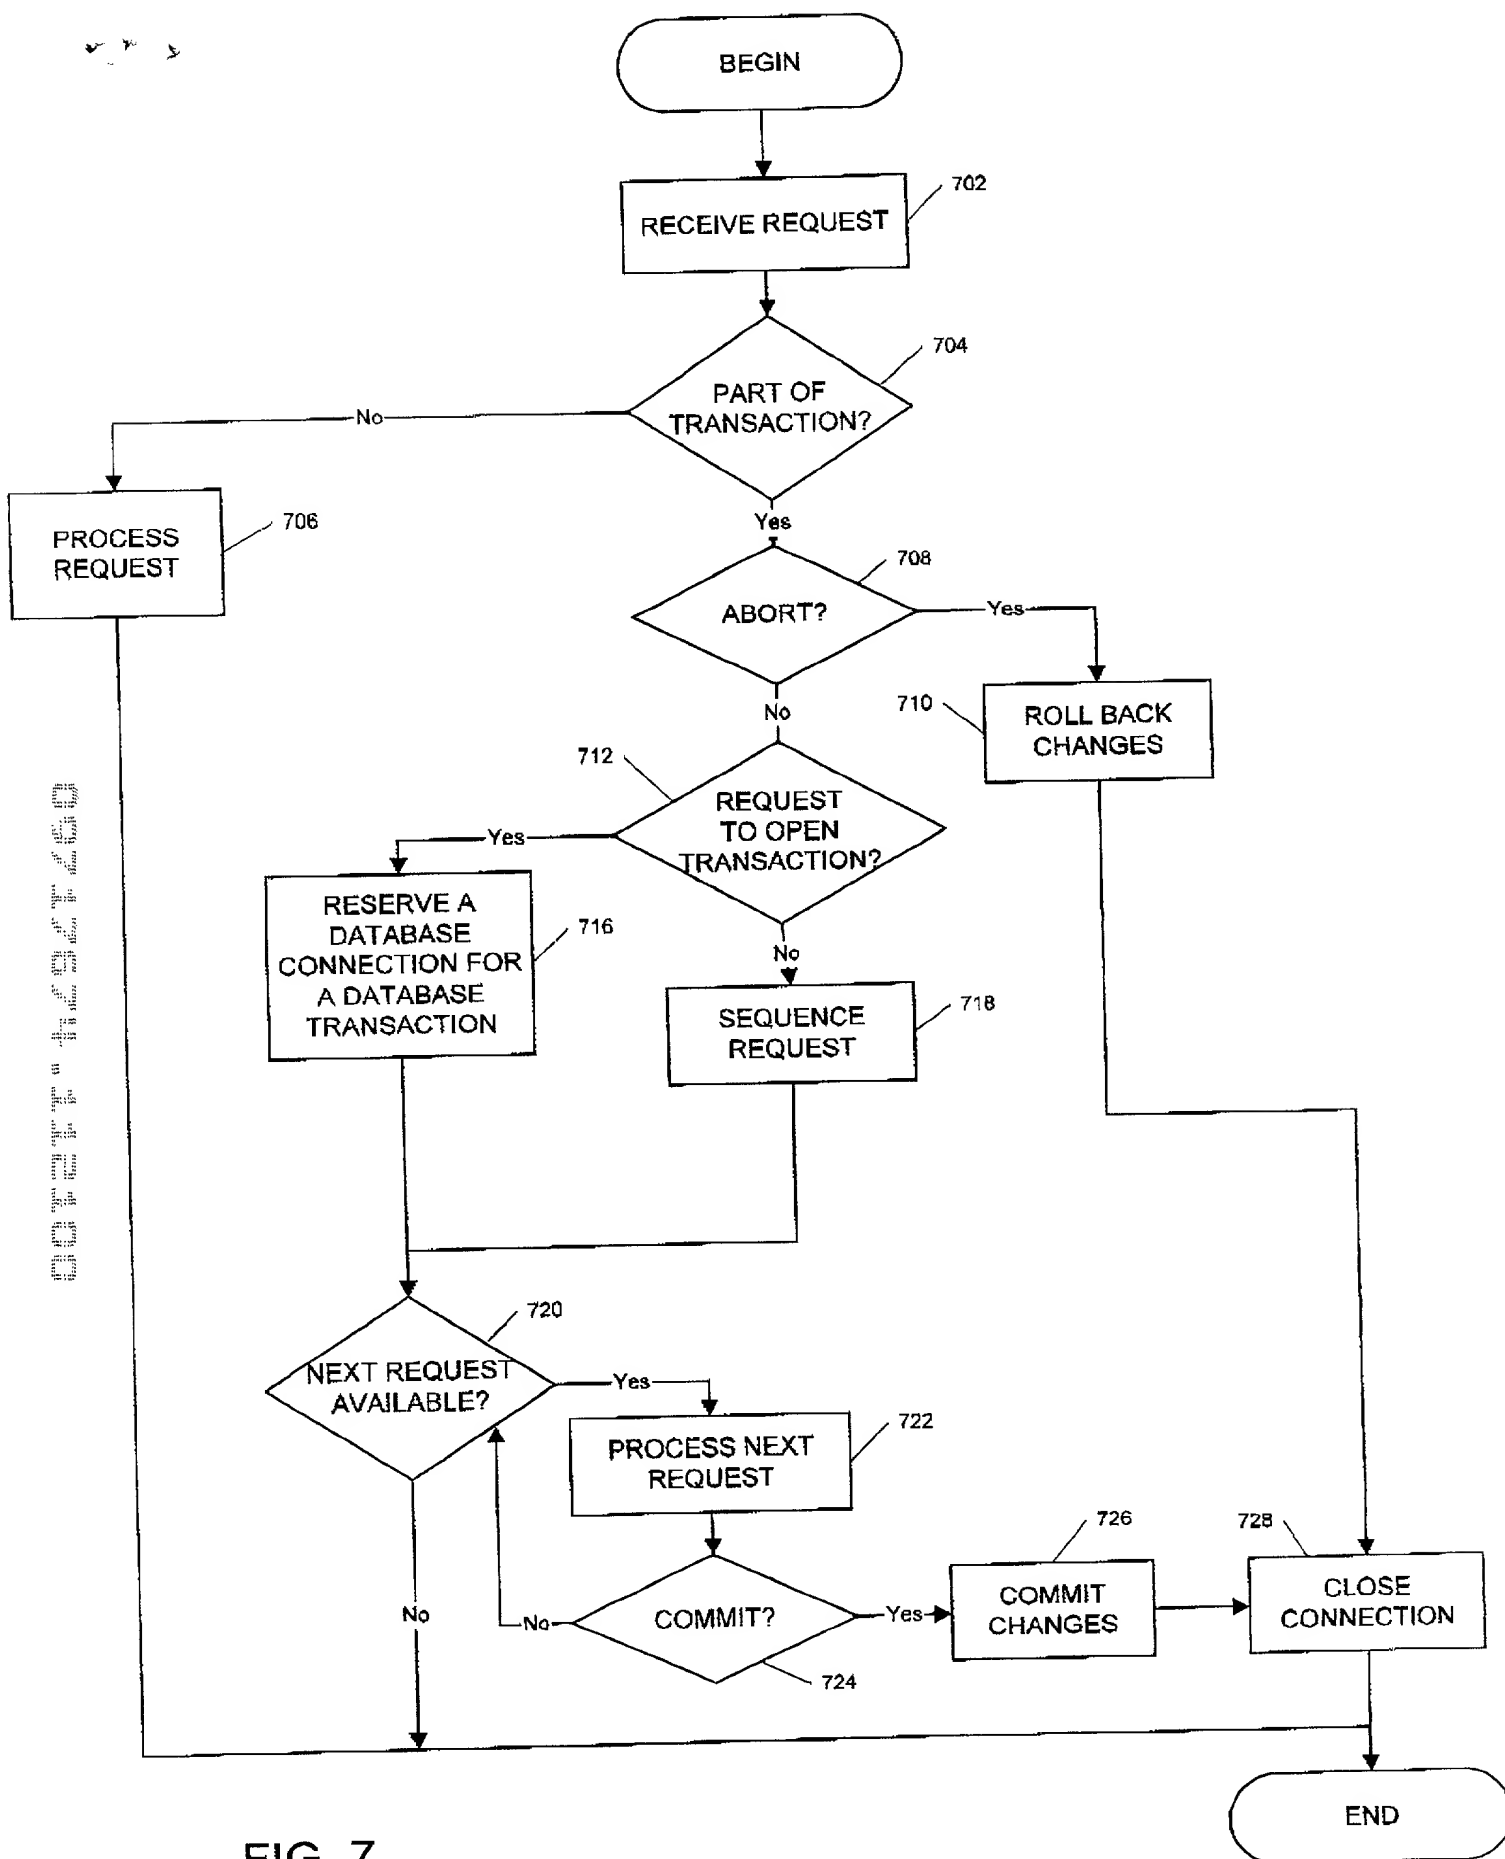 BEGIN
702
RECEIVE REQUEST
704
PART OF
TRANSACTION?
No
706
PROCESS
REQUEST
Yes
708
ABORT?
Yes
710
ROLL BACK
CHANGES
No
712
REQUEST
TO OPEN
TRANSACTION?
Yes
716
RESERVE A
DATABASE
CONNECTION FOR
A DATABASE
TRANSACTION
No
718
SEQUENCE
REQUEST
720
NEXT REQUEST
AVAILABLE?
Yes
722
PROCESS NEXT
REQUEST
No
No
COMMIT?
724
Yes
726
COMMIT
CHANGES
728
CLOSE
CONNECTION
END
FIG. 7